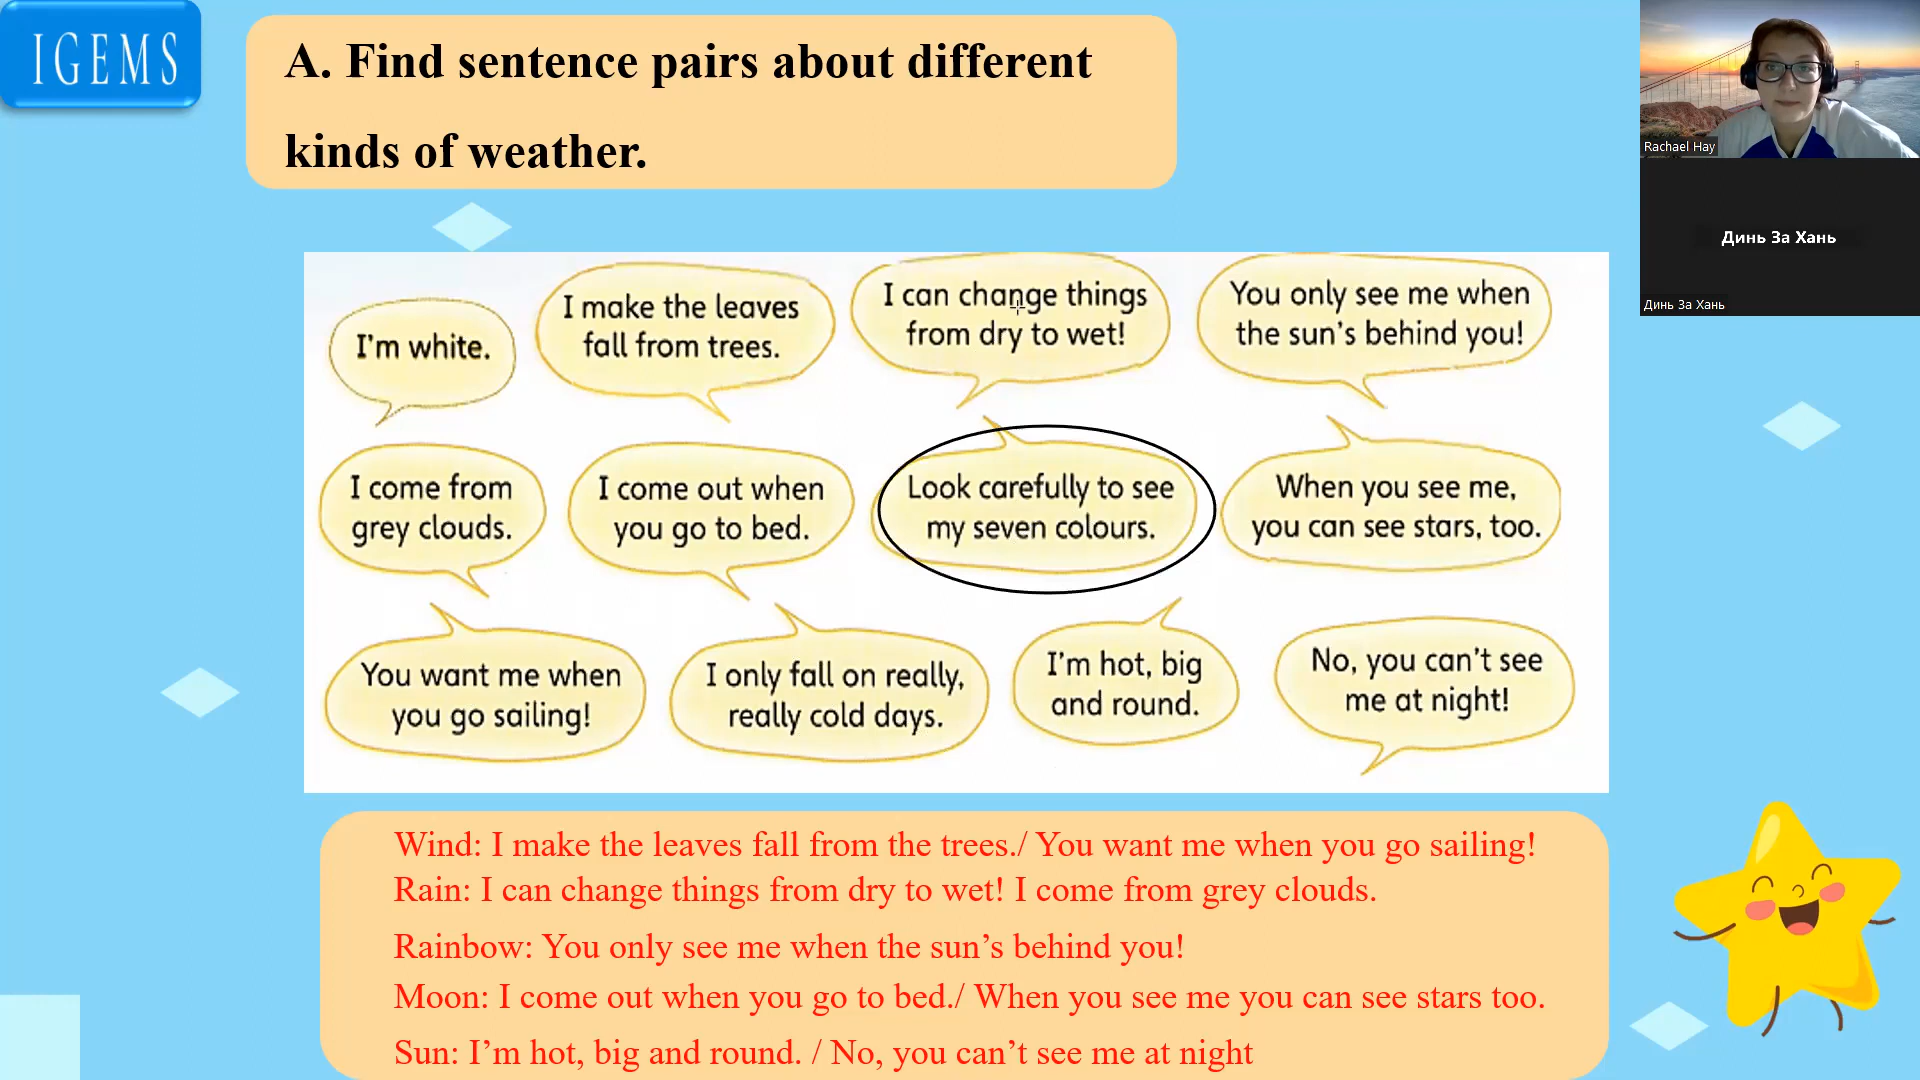 IGEMS
A. Find sentence pairs about different
kinds of weather.
Rachael Hay
Динь За Хань
Динь За Хань
I'm white.
I make the leaves
fall from trees.
I can change things
from dry to wet!
You only see me when
the sun's behind you!
I come from
grey clouds.
I come out when
you go to bed.
Look carefully to see
my seven colours.
When you see me,
you can see stars, too.
You want me when
you go sailing!
I only fall on really,
really cold days.
I'm hot, big
and round.
No, you can't see
me at night!
Wind: I make the leaves fall from the trees./ You want me when you go sailing!
Rain: I can change things from dry to wet! I come from grey clouds.
Rainbow: You only see me when the sun's behind you!
Moon: I come out when you go to bed./ When you see me you can see stars too.
Sun: I'm hot, big and round. / No, you can't see me at night